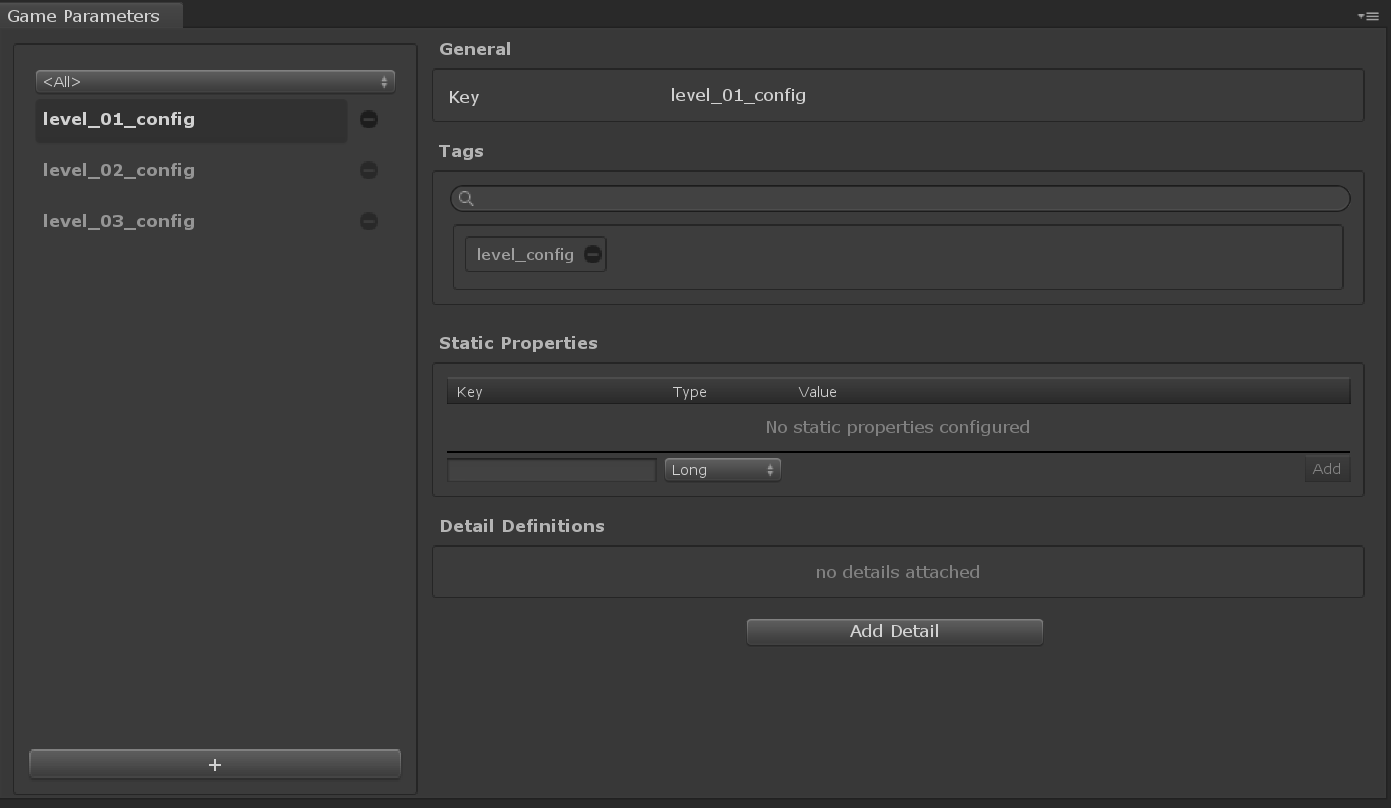 Game Parameters
<All>
level_01_config
level_02_config
level_03_config
+
General
Key level_01_config
Tags
level_config
Static Properties
Key Type Value
No static properties configured
Long Add
Detail Definitions
no details attached
Add Detail